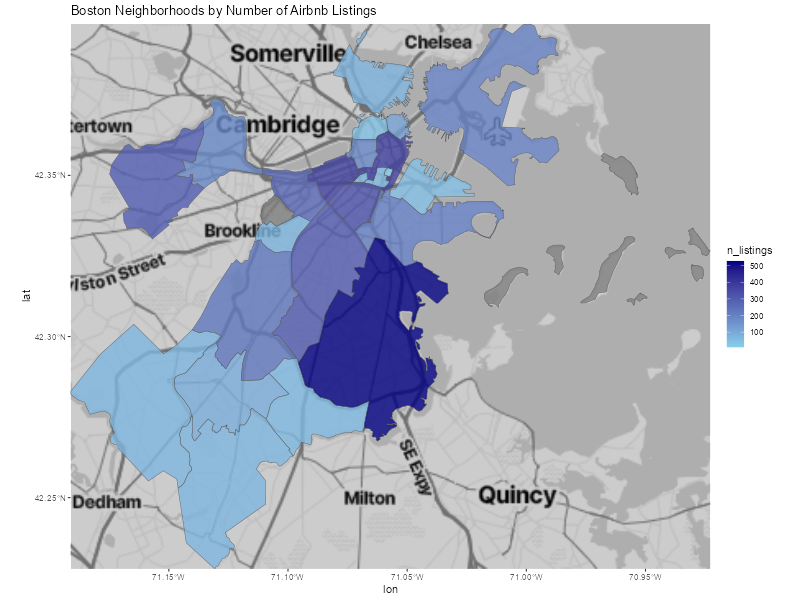 Boston Neighborhoods by Number of Airbnb Listings
Somerville
Chelsea
tertown
Cambridge
42.35°N
Brookline
ylston Street
42.30°N
lat
n_listings
500
400
300
200
100
SE Expy
42.25°N
Dedham
Milton
Quincy
71.15°W
71.10°W
71.05°W
71.00°W
70.95°W
lon